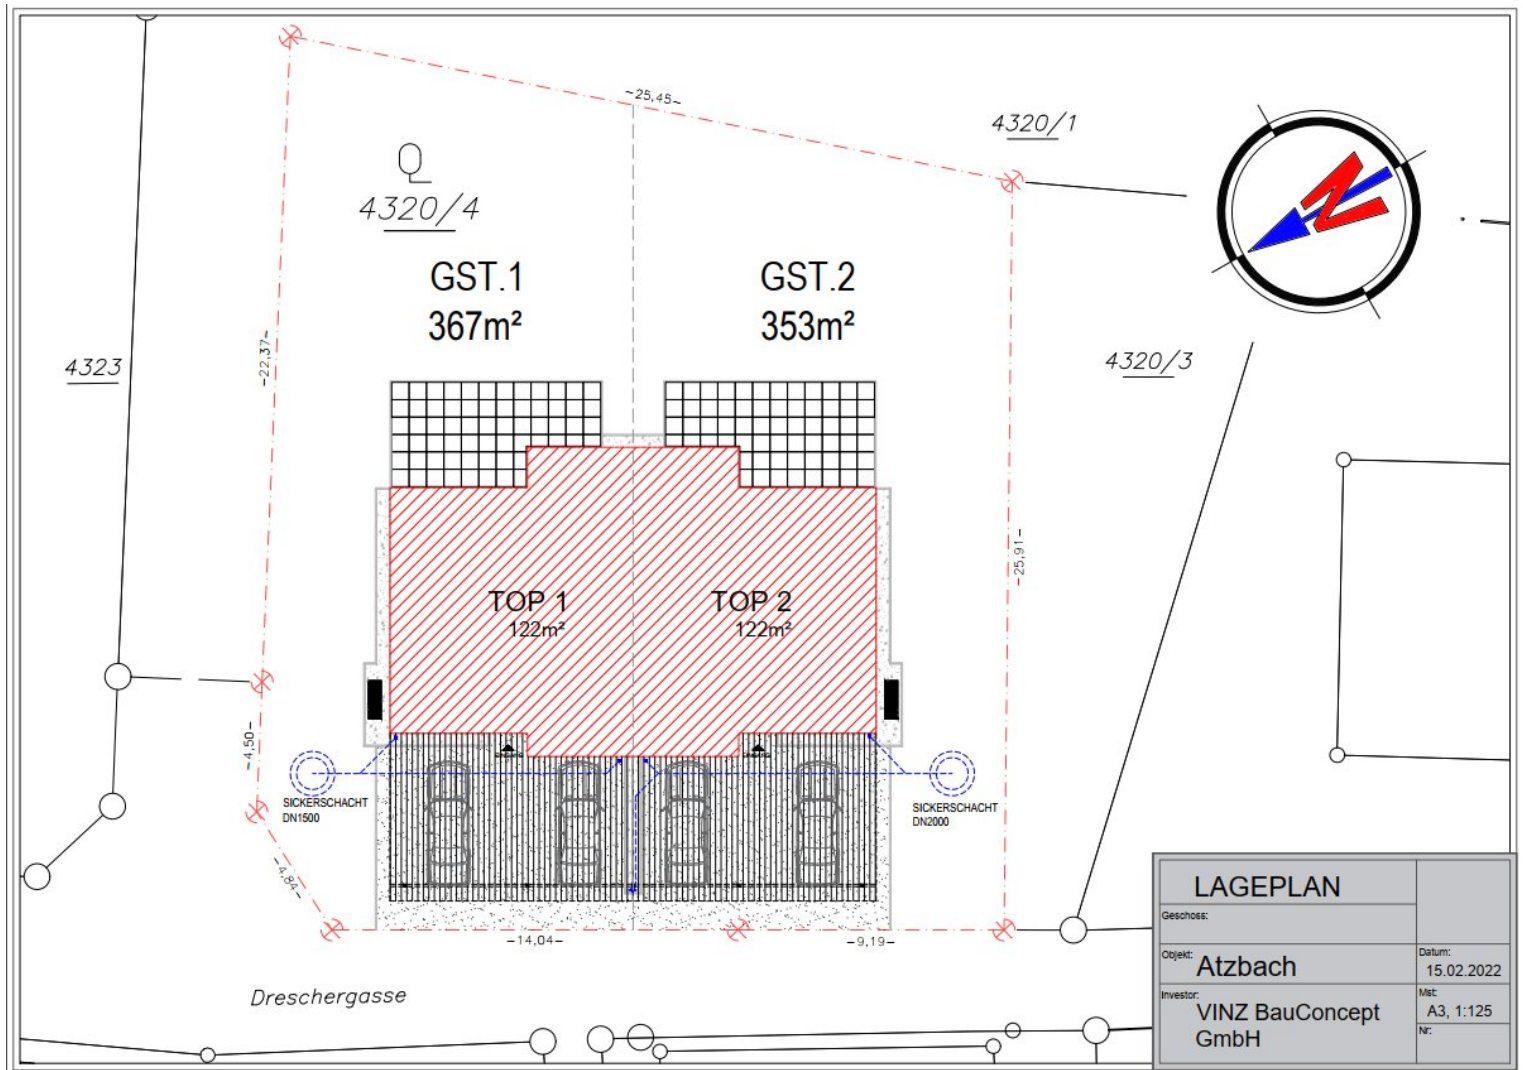 -25,45-
4320/1
Q
4320/4
N
GST.1
367m²
GST.2
353m²
-22,37-
4323
4320/3
-25,91-
TOP 1
122m²
TOP 2
122m²
-4,50-
EINGANG
EINGANG
SICKERSCHACHT
DN1500
SICKERSCHACHT
DN2000
-4,84-
-14,04-
-9,19-
Dreschergasse
LAGEPLAN
Geschoss:
Objekt:
Atzbach
Datum:
15.02.2022
Investor:
VINZ BauConcept
GmbH
Mst:
A3, 1:125
Nr: